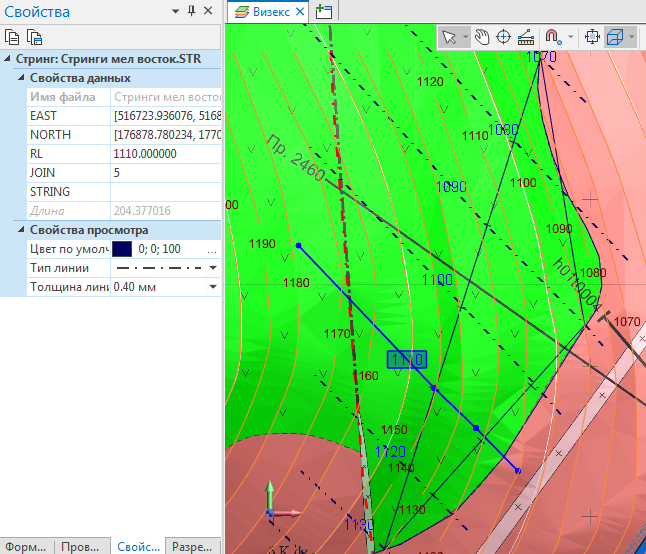 Свойства
Стринг: Стринги мел восток.STR
Свойства данных
Имя файла Стринги мел восток
EAST [516723.936076, 5168
NORTH [176878.780234, 1770
RL 1110.000000
JOIN 5
STRING
Длина 204.377016
Свойства просмотра
Цвет по умолч 0; 0; 100 ...
Тип линии
Толщина лини 0.40 мм
Форм...
Пров...
Свойс...
Разре...
Визекс
1070
1120
1080
1110
Пр. 2460
1100
1090
00
1090
1190
h0110004
1080
1100
1180
1070
1170
1110
160
1150
1120
1140
1130
1130